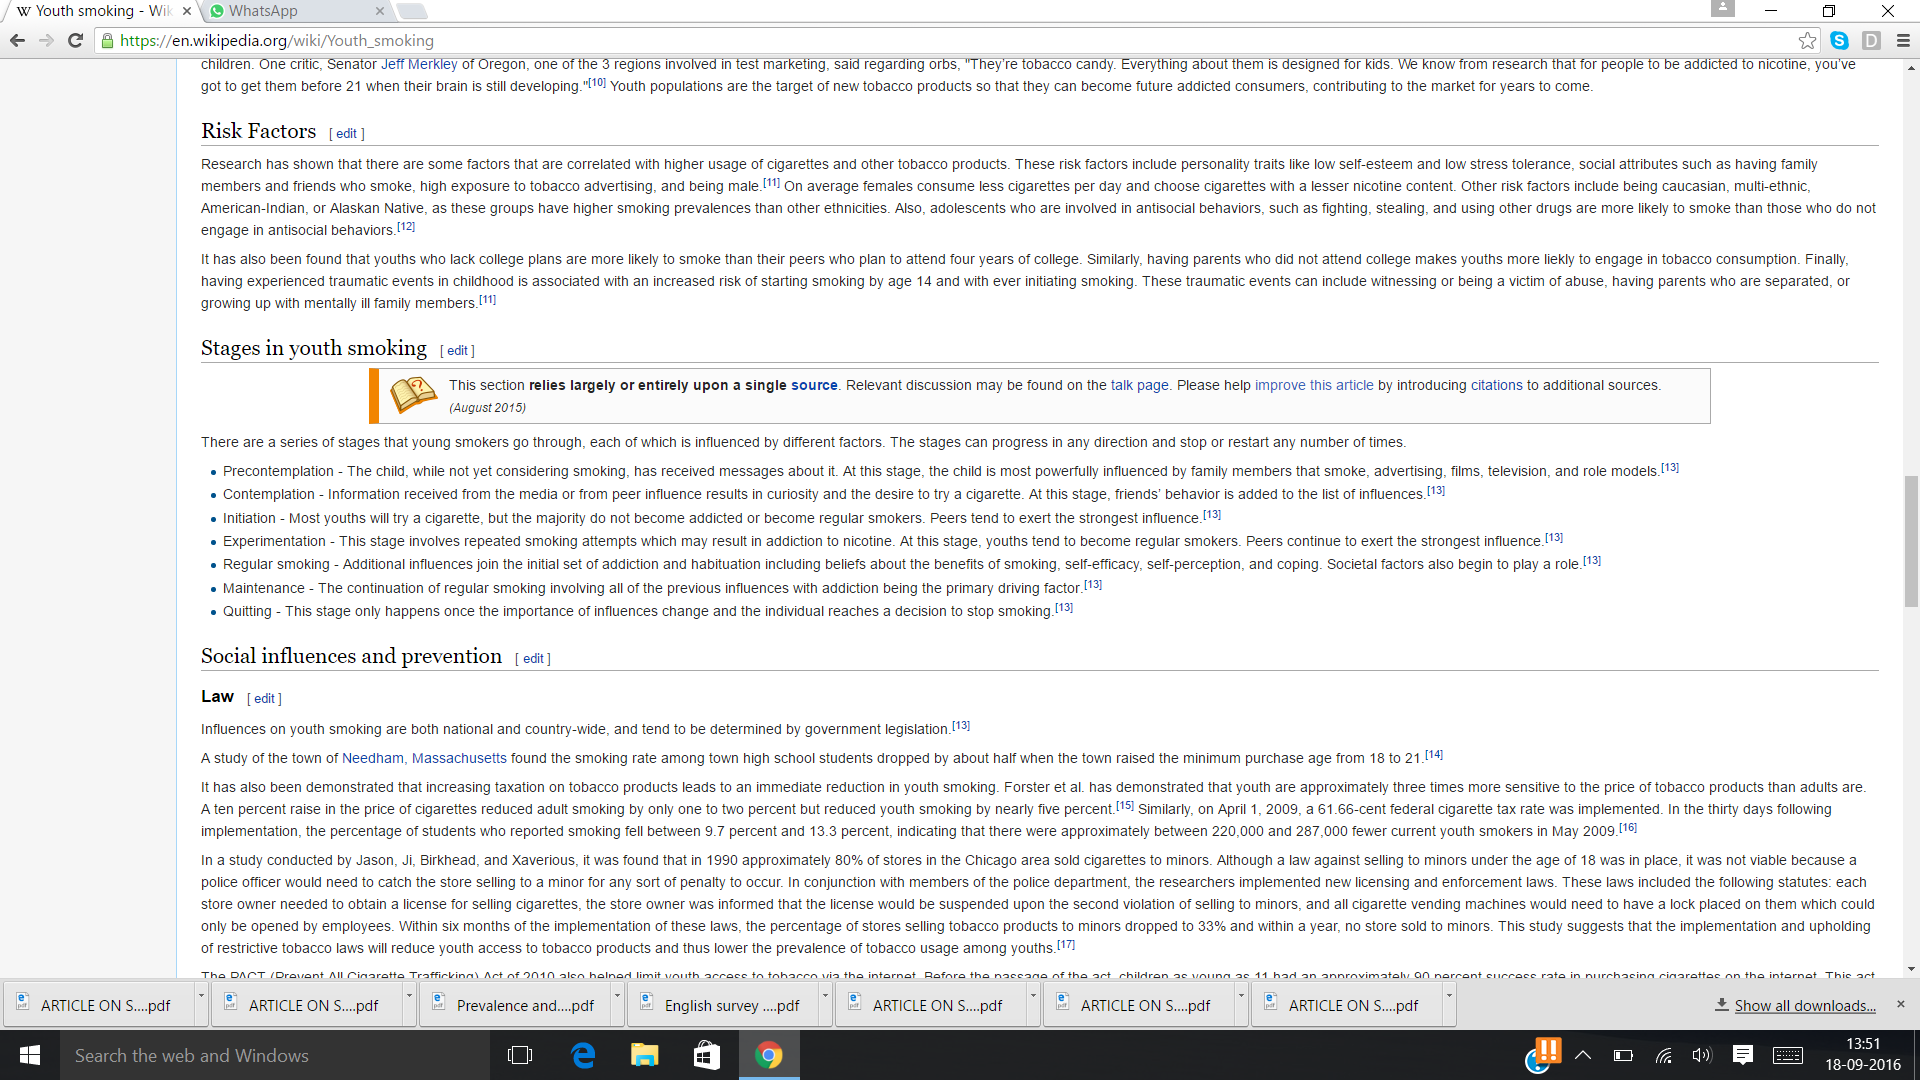 Youth smoking - Wik
WhatsApp
https://en.wikipedia.org/wiki/Youth_smoking
children. One critic, Senator Jeff Merkley of Oregon, one of the 3 regions involved in test marketing, said regarding orbs, "They're tobacco candy. Everything about them is designed for kids. We know from research that for people to be addicted to nicotine, you've
got to get them before 21 when their brain is still developing."[10] Youth populations are the target of new tobacco products so that they can become future addicted consumers, contributing to the market for years to come.
Risk Factors [ edit ]
Research has shown that there are some factors that are correlated with higher usage of cigarettes and other tobacco products. These risk factors include personality traits like low self-esteem and low stress tolerance, social attributes such as having family
members and friends who smoke, high exposure to tobacco advertising, and being male.[11] On average females consume less cigarettes per day and choose cigarettes with a lesser nicotine content. Other risk factors include being caucasian, multi-ethnic,
American-Indian, or Alaskan Native, as these groups have higher smoking prevalences than other ethnicities. Also, adolescents who are involved in antisocial behaviors, such as fighting, stealing, and using other drugs are more likely to smoke than those who do not
engage in antisocial behaviors.[12]
It has also been found that youths who lack college plans are more likely to smoke than their peers who plan to attend four years of college. Similarly, having parents who did not attend college makes youths more liekly to engage in tobacco consumption. Finally,
having experienced traumatic events in childhood is associated with an increased risk of starting smoking by age 14 and with ever initiating smoking. These traumatic events can include witnessing or being a victim of abuse, having parents who are separated, or
growing up with mentally ill family members.[11]
Stages in youth smoking [ edit ]
This section relies largely or entirely upon a single source. Relevant discussion may be found on the talk page. Please help improve this article by introducing citations to additional sources.
(August 2015)
There are a series of stages that young smokers go through, each of which is influenced by different factors. The stages can progress in any direction and stop or restart any number of times.
• Precontemplation - The child, while not yet considering smoking, has received messages about it. At this stage, the child is most powerfully influenced by family members that smoke, advertising, films, television, and role models.[13]
• Contemplation - Information received from the media or from peer influence results in curiosity and the desire to try a cigarette. At this stage, friends' behavior is added to the list of influences.[13]
• Initiation - Most youths will try a cigarette, but the majority do not become addicted or become regular smokers. Peers tend to exert the strongest influence.[13]
• Experimentation - This stage involves repeated smoking attempts which may result in addiction to nicotine. At this stage, youths tend to become regular smokers. Peers continue to exert the strongest influence.[13]
• Regular smoking - Additional influences join the initial set of addiction and habituation including beliefs about the benefits of smoking, self-efficacy, self-perception, and coping. Societal factors also begin to play a role.[13]
• Maintenance - The continuation of regular smoking involving all of the previous influences with addiction being the primary driving factor.[13]
• Quitting - This stage only happens once the importance of influences change and the individual reaches a decision to stop smoking.[13]
Social influences and prevention [ edit ]
Law [ edit ]
Influences on youth smoking are both national and country-wide, and tend to be determined by government legislation.[13]
A study of the town of Needham, Massachusetts found the smoking rate among town high school students dropped by about half when the town raised the minimum purchase age from 18 to 21.[14]
It has also been demonstrated that increasing taxation on tobacco products leads to an immediate reduction in youth smoking. Forster et al. has demonstrated that youth are approximately three times more sensitive to the price of tobacco products than adults are.
A ten percent raise in the price of cigarettes reduced adult smoking by only one to two percent but reduced youth smoking by nearly five percent.[15] Similarly, on April 1, 2009, a 61.66-cent federal cigarette tax rate was implemented. In the thirty days following
implementation, the percentage of students who reported smoking fell between 9.7 percent and 13.3 percent, indicating that there were approximately between 220,000 and 287,000 fewer current youth smokers in May 2009.[16]
In a study conducted by Jason, Ji, Birkhead, and Xaverious, it was found that in 1990 approximately 80% of stores in the Chicago area sold cigarettes to minors. Although a law against selling to minors under the age of 18 was in place, it was not viable because a
police officer would need to catch the store selling to a minor for any sort of penalty to occur. In conjunction with members of the police department, the researchers implemented new licensing and enforcement laws. These laws included the following statutes: each
store owner needed to obtain a license for selling cigarettes, the store owner was informed that the license would be suspended upon the second violation of selling to minors, and all cigarette vending machines would need to have a lock placed on them which could
only be opened by employees. Within six months of the implementation of these laws, the percentage of stores selling tobacco products to minors dropped to 33% and within a year, no store sold to minors. This study suggests that the implementation and upholding
of restrictive tobacco laws will reduce youth access to tobacco products and thus lower the prevalence of tobacco usage among youths.[17]
The PACT (Prevent All Cigarette Trafficking) Act of 2010 also helped limit youth access to tobacco via the internet. Before the passage of the act, children as young as 11 had an approximately 90 percent success rate in purchasing cigarettes on the internet. This act
ARTICLE ON S....pdf
ARTICLE ON S....pdf
Prevalence and....pdf
English survey ....pdf
ARTICLE ON S....pdf
ARTICLE ON S....pdf
ARTICLE ON S....pdf
Show all downloads...
Search the web and Windows
13:51
18-09-2016